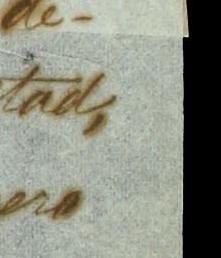 de-
tad,
ero